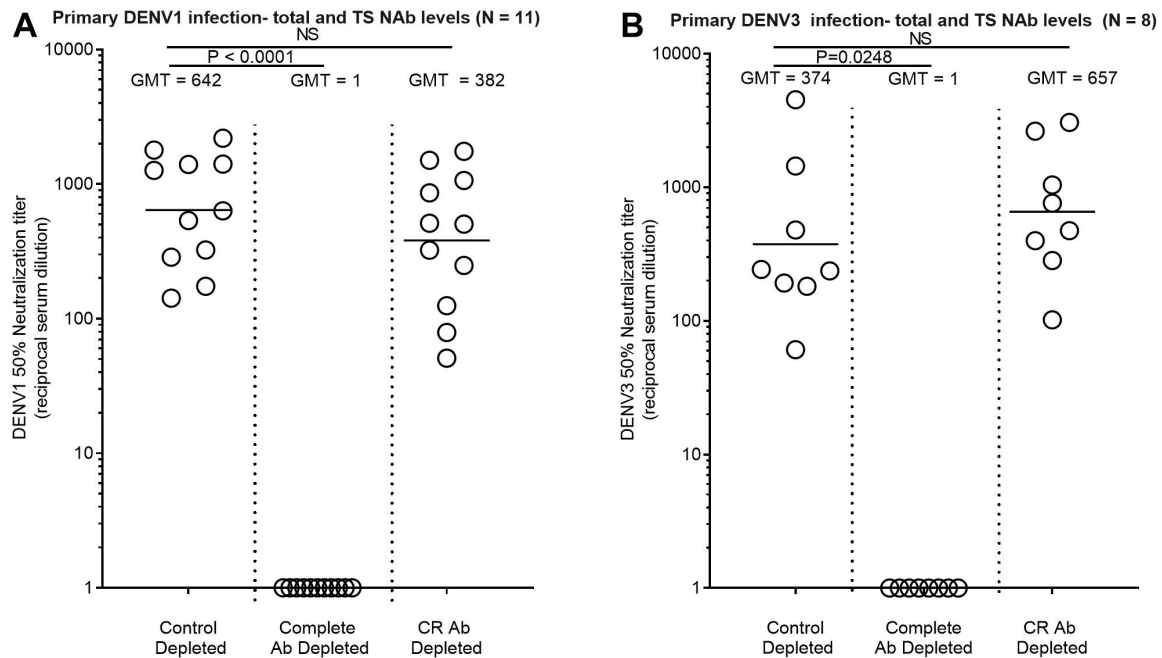 A
Primary DENV1 infection- total and TS NAb levels (N = 11)
NS
P < 0.0001
GMT = 642
GMT = 1
GMT = 382
10000
1000
100
10
1
DENV1 50% Neutralization titer
(reciprocal serum dilution)
Control
Depleted
Complete
Ab Depleted
CR Ab
Depleted
B
Primary DENV3 infection- total and TS NAb levels (N = 8)
NS
P=0.0248
GMT = 374
GMT = 1
GMT = 657
10000
1000
100
10
1
DENV3 50% Neutralization titer
(reciprocal serum dilution)
Control
Depleted
Complete
Ab Depleted
CR Ab
Depleted